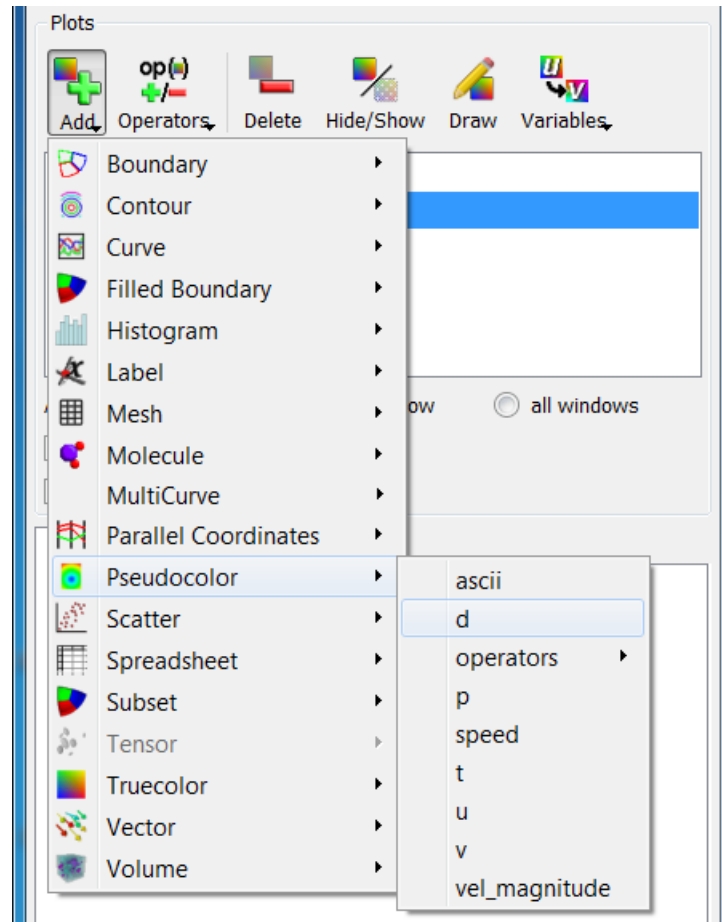 Plots
op(=)
+/-
U
V
Add
Operators
Delete
Hide/Show
Draw
Variables
Boundary
Contour
Curve
Filled Boundary
Histogram
Label
ow
all windows
Mesh
Molecule
MultiCurve
Parallel Coordinates
Pseudocolor
ascii
Scatter
d
Spreadsheet
operators
Subset
p
Tensor
speed
Truecolor
t
Vector
u
v
Volume
vel_magnitude